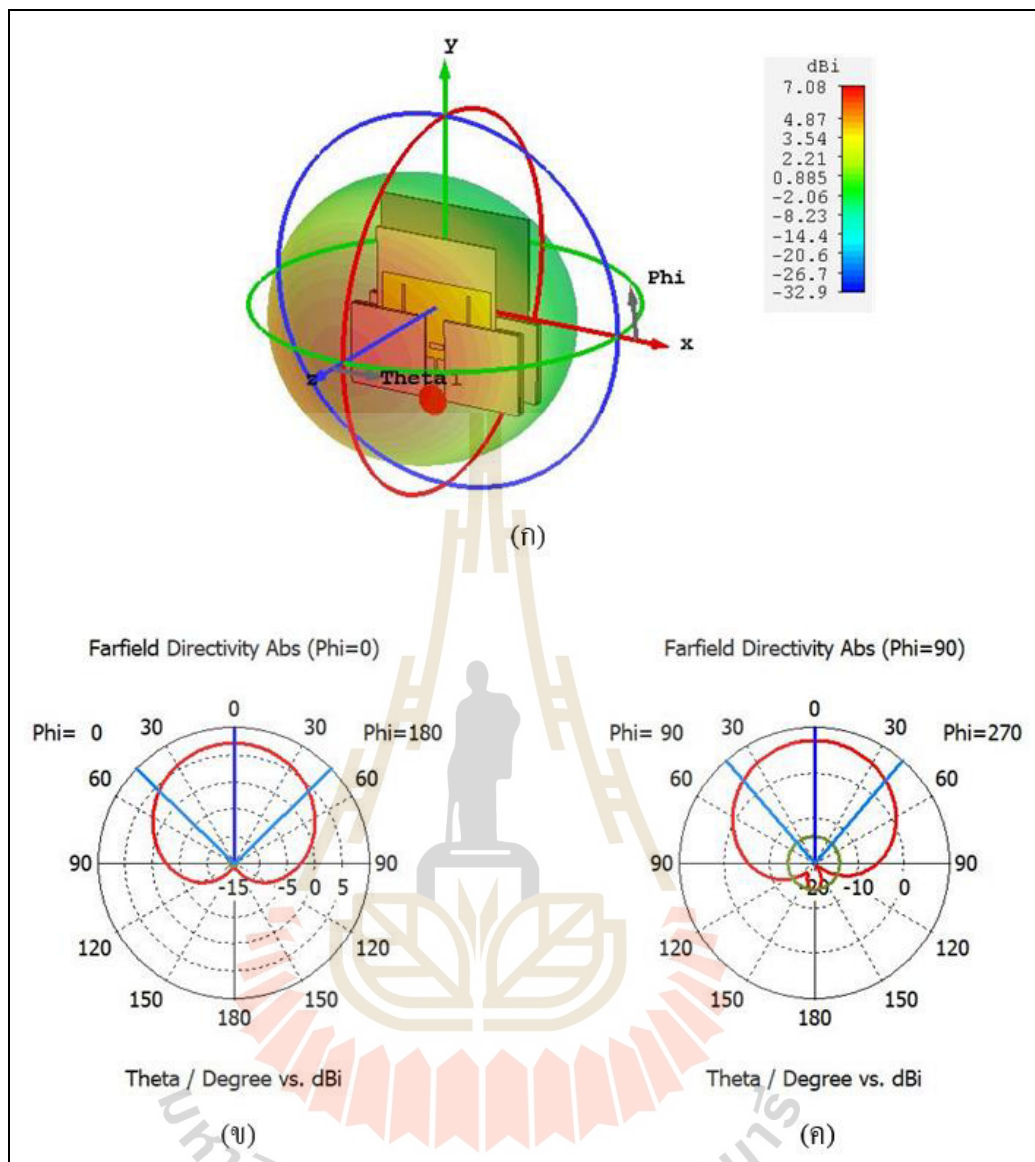 y
dBi
7.08
4.87
3.54
2.21
0.885
-2.06
-8.23
-14.4
-20.6
-26.7
-32.9
Phi
x
z
Theta
(ก)
Farfield Directivity Abs (Phi=0)
Farfield Directivity Abs (Phi=90)
0
30 30
Phi= 0 Phi=180
60 60
90 90
-15 -5 0 5
120 120
150 150
180
0
30 30
Phi= 90 Phi=270
60 60
90 90
-20 -10 0
120 120
150 150
180
Theta / Degree vs. dBi
Theta / Degree vs. dBi
(ข)
(ค)